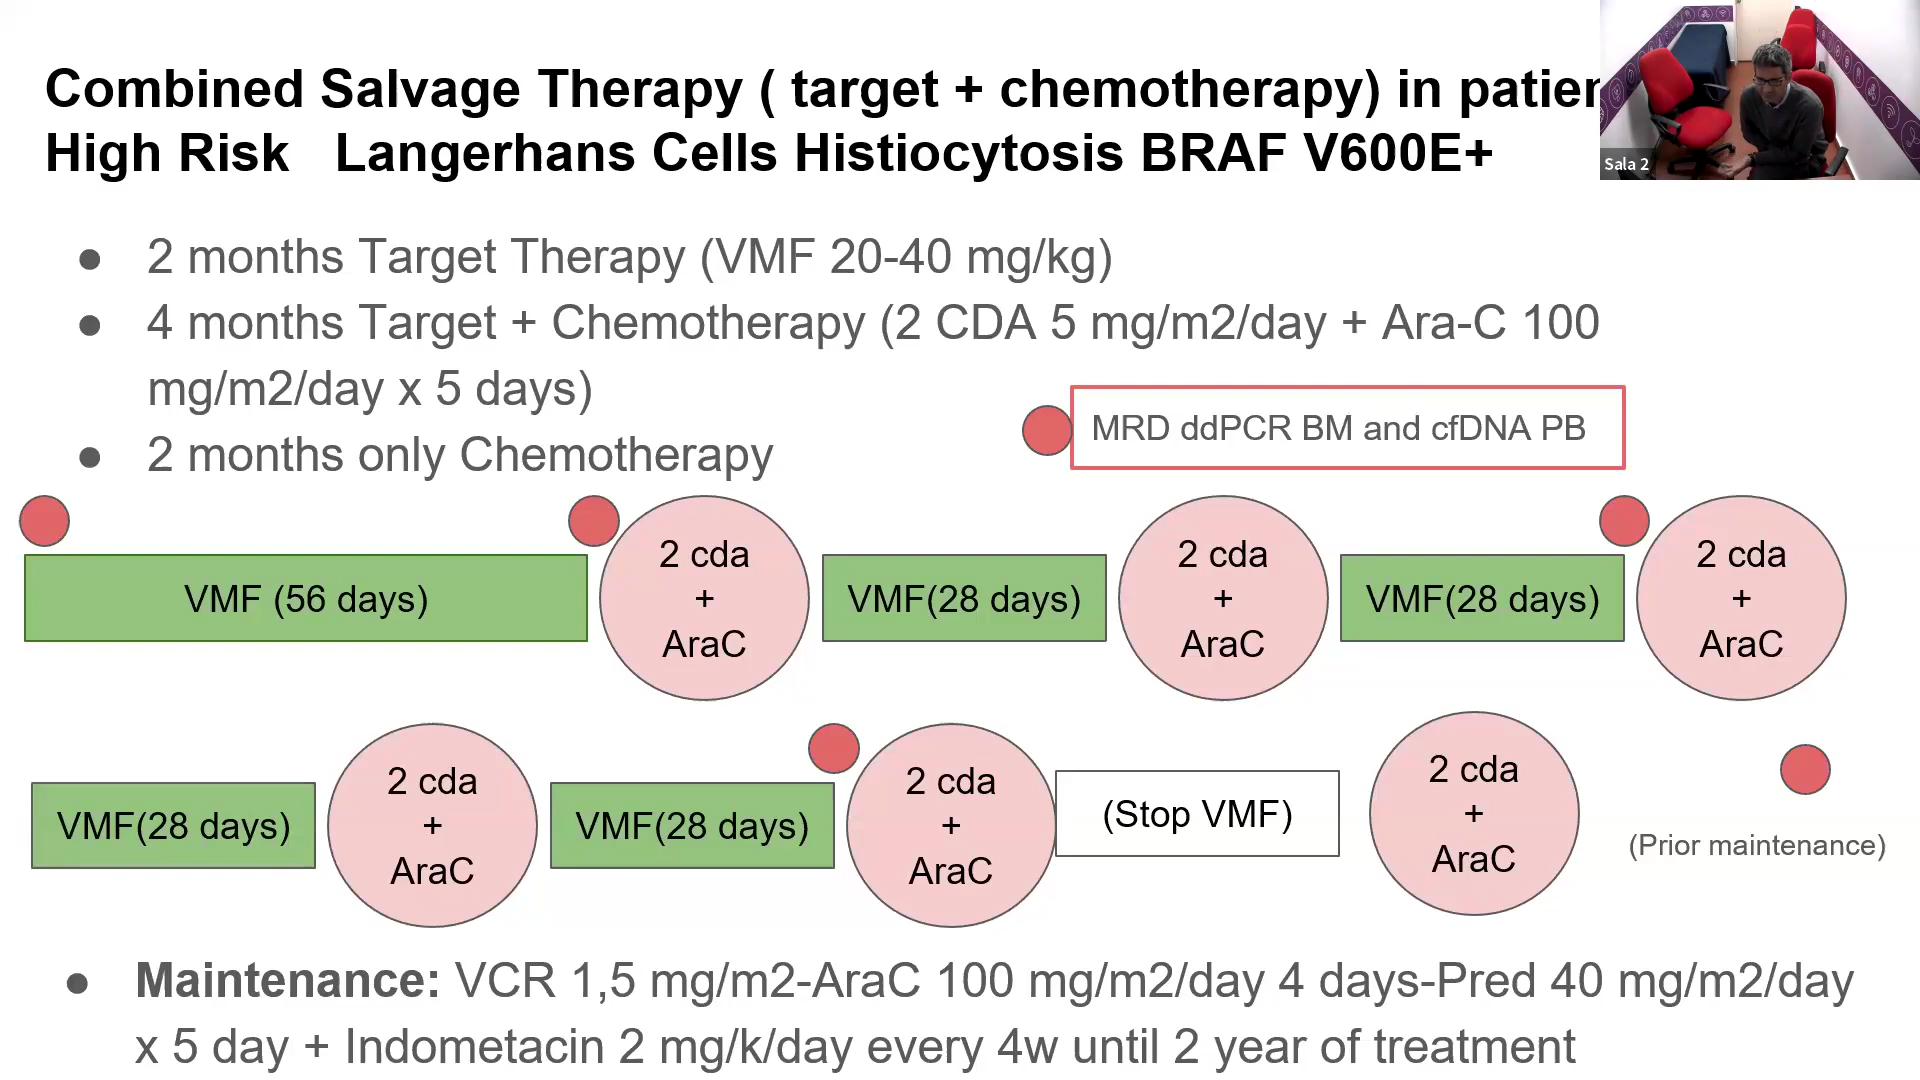 Combined Salvage Therapy ( target + chemotherapy) in
High Risk Langerhans Cells Histiocytosis BRAF V600E+
Sala 2
● 2 months Target Therapy (VMF 20-40 mg/kg)
● 4 months Target + Chemotherapy (2 CDA 5 mg/m2/day + Ara-C 100
mg/m2/day x 5 days)
● 2 months only Chemotherapy
MRD ddPCR BM and cfDNA PB
VMF (56 days)
2 cda
+
AraC
VMF(28 days)
2 cda
+
AraC
VMF(28 days)
2 cda
+
AraC
VMF(28 days)
2 cda
+
AraC
VMF(28 days)
2 cda
+
AraC
(Stop VMF)
2 cda
+
AraC
(Prior maintenance)
● Maintenance: VCR 1,5 mg/m2-AraC 100 mg/m2/day 4 days-Pred 40 mg/m2/day
x 5 day + Indometacin 2 mg/k/day every 4w until 2 year of treatment